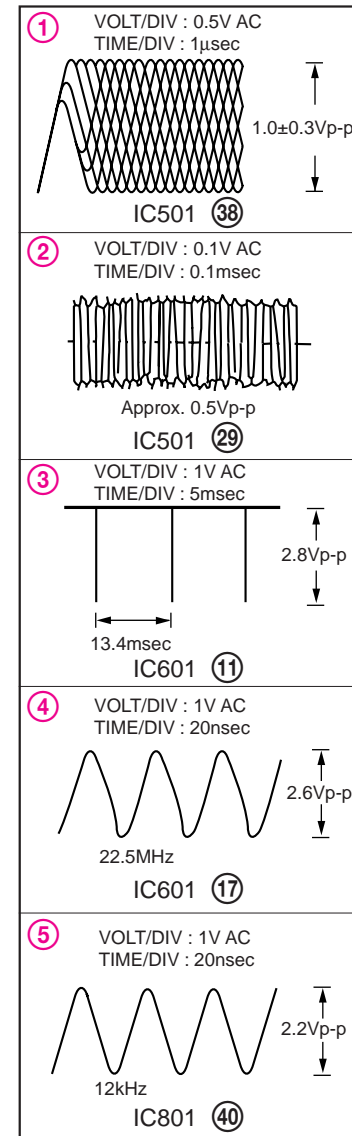 1
VOLT/DIV : 0.5V AC
TIME/DIV : 1µsec
1.0±0.3Vp-p
IC501 38
2
VOLT/DIV : 0.1V AC
TIME/DIV : 0.1msec
Approx. 0.5Vp-p
IC501 29
3
VOLT/DIV : 1V AC
TIME/DIV : 5msec
2.8Vp-p
13.4msec
IC601 11
4
VOLT/DIV : 1V AC
TIME/DIV : 20nsec
2.6Vp-p
22.5MHz
IC601 17
5
VOLT/DIV : 1V AC
TIME/DIV : 20nsec
2.2Vp-p
12kHz
IC801 40